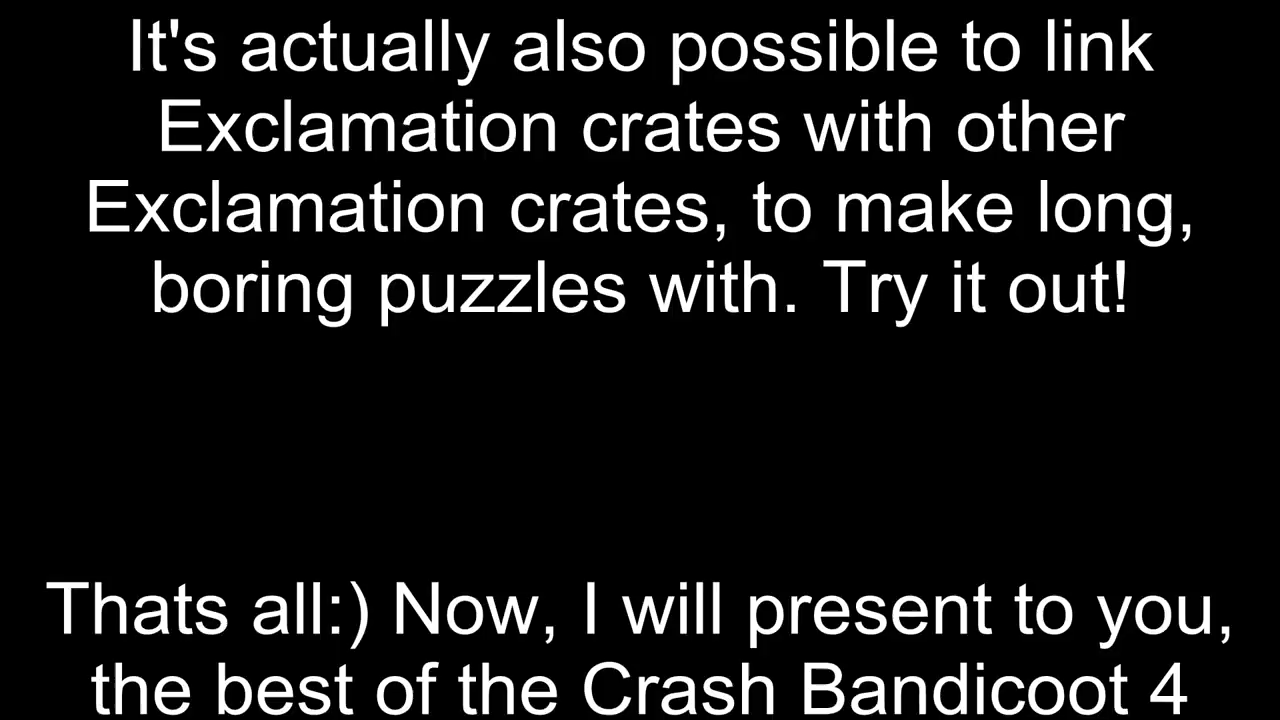 It's actually also possible to link
Exclamation crates with other
Exclamation crates, to make long,
boring puzzles with. Try it out!
Thats all:) Now, I will present to you,
the best of the Crash Bandicoot 4